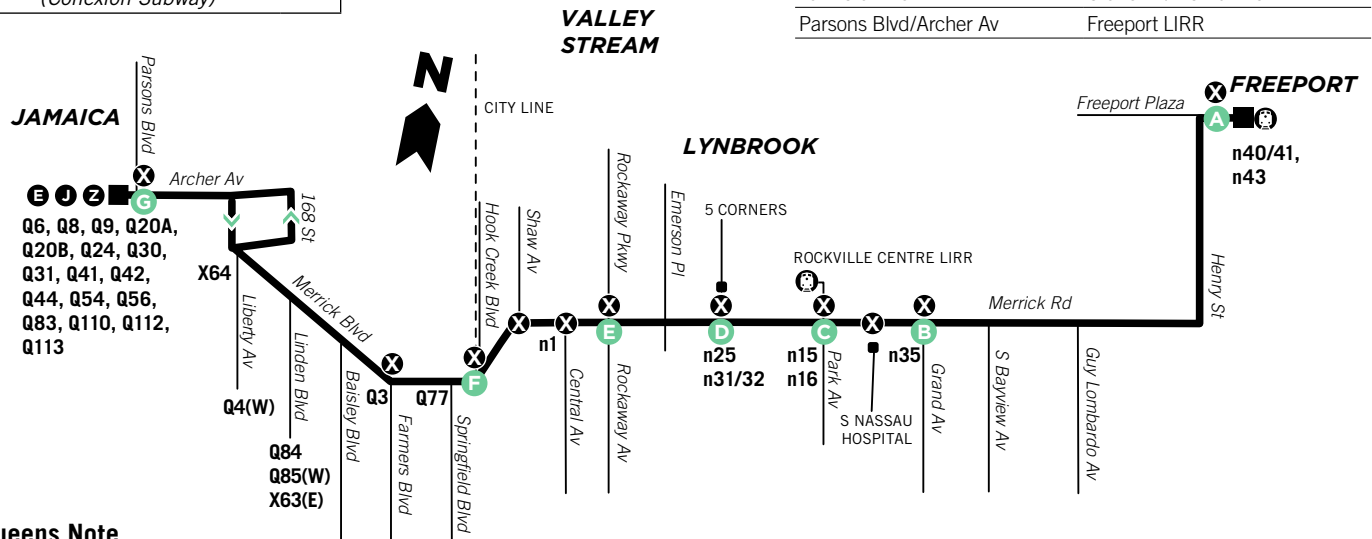 (Conexión Subway)
VALLEY
STREAM
Parsons Blvd/Archer Av
Freeport LIRR
Parsons Blvd
N
CITY LINE
JAMAICA
X
Archer Av
168 St
E J Z
G
Q6, Q8, Q9, Q20A,
Q20B, Q24, Q30,
Q31, Q41, Q42,
Q44, Q54, Q56,
Q83, Q110, Q112,
Q113
X64
Liberty Av
Q4(W)
Merrick Blvd
Linden Blvd
Q84
Q85(W)
X63(E)
Baisley Blvd
X
Q3
Farmers Blvd
Q77
Springfield Blvd
X
F
Hook Creek Blvd
Shaw Av
X
X
n1
Central Av
Rockaway Pkwy
X
E
Rockaway Av
Emerson Pl
LYNBROOK
5 CORNERS
X
D
n25
n31/32
ROCKVILLE CENTRE LIRR
X
C
n15
n16
Park Av
X
S NASSAU
HOSPITAL
X
B
n35
Grand Av
Merrick Rd
S Bayview Av
Guy Lombardo Av
Henry St
Freeport Plaza
X
FREEPORT
A
n40/41,
n43
ueens Note